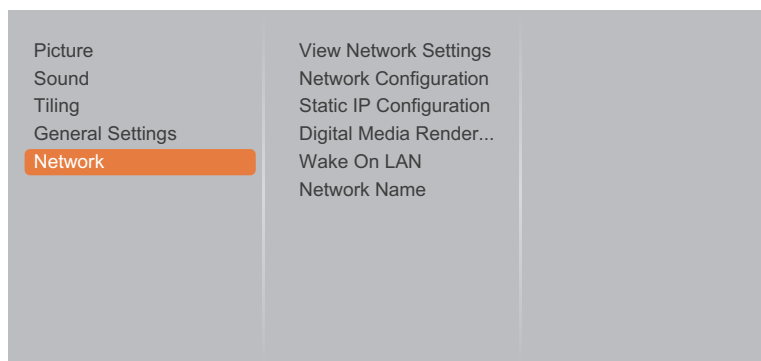 Picture
Sound
Tiling
General Settings
Network
View Network Settings
Network Configuration
Static IP Configuration
Digital Media Render...
Wake On LAN
Network Name